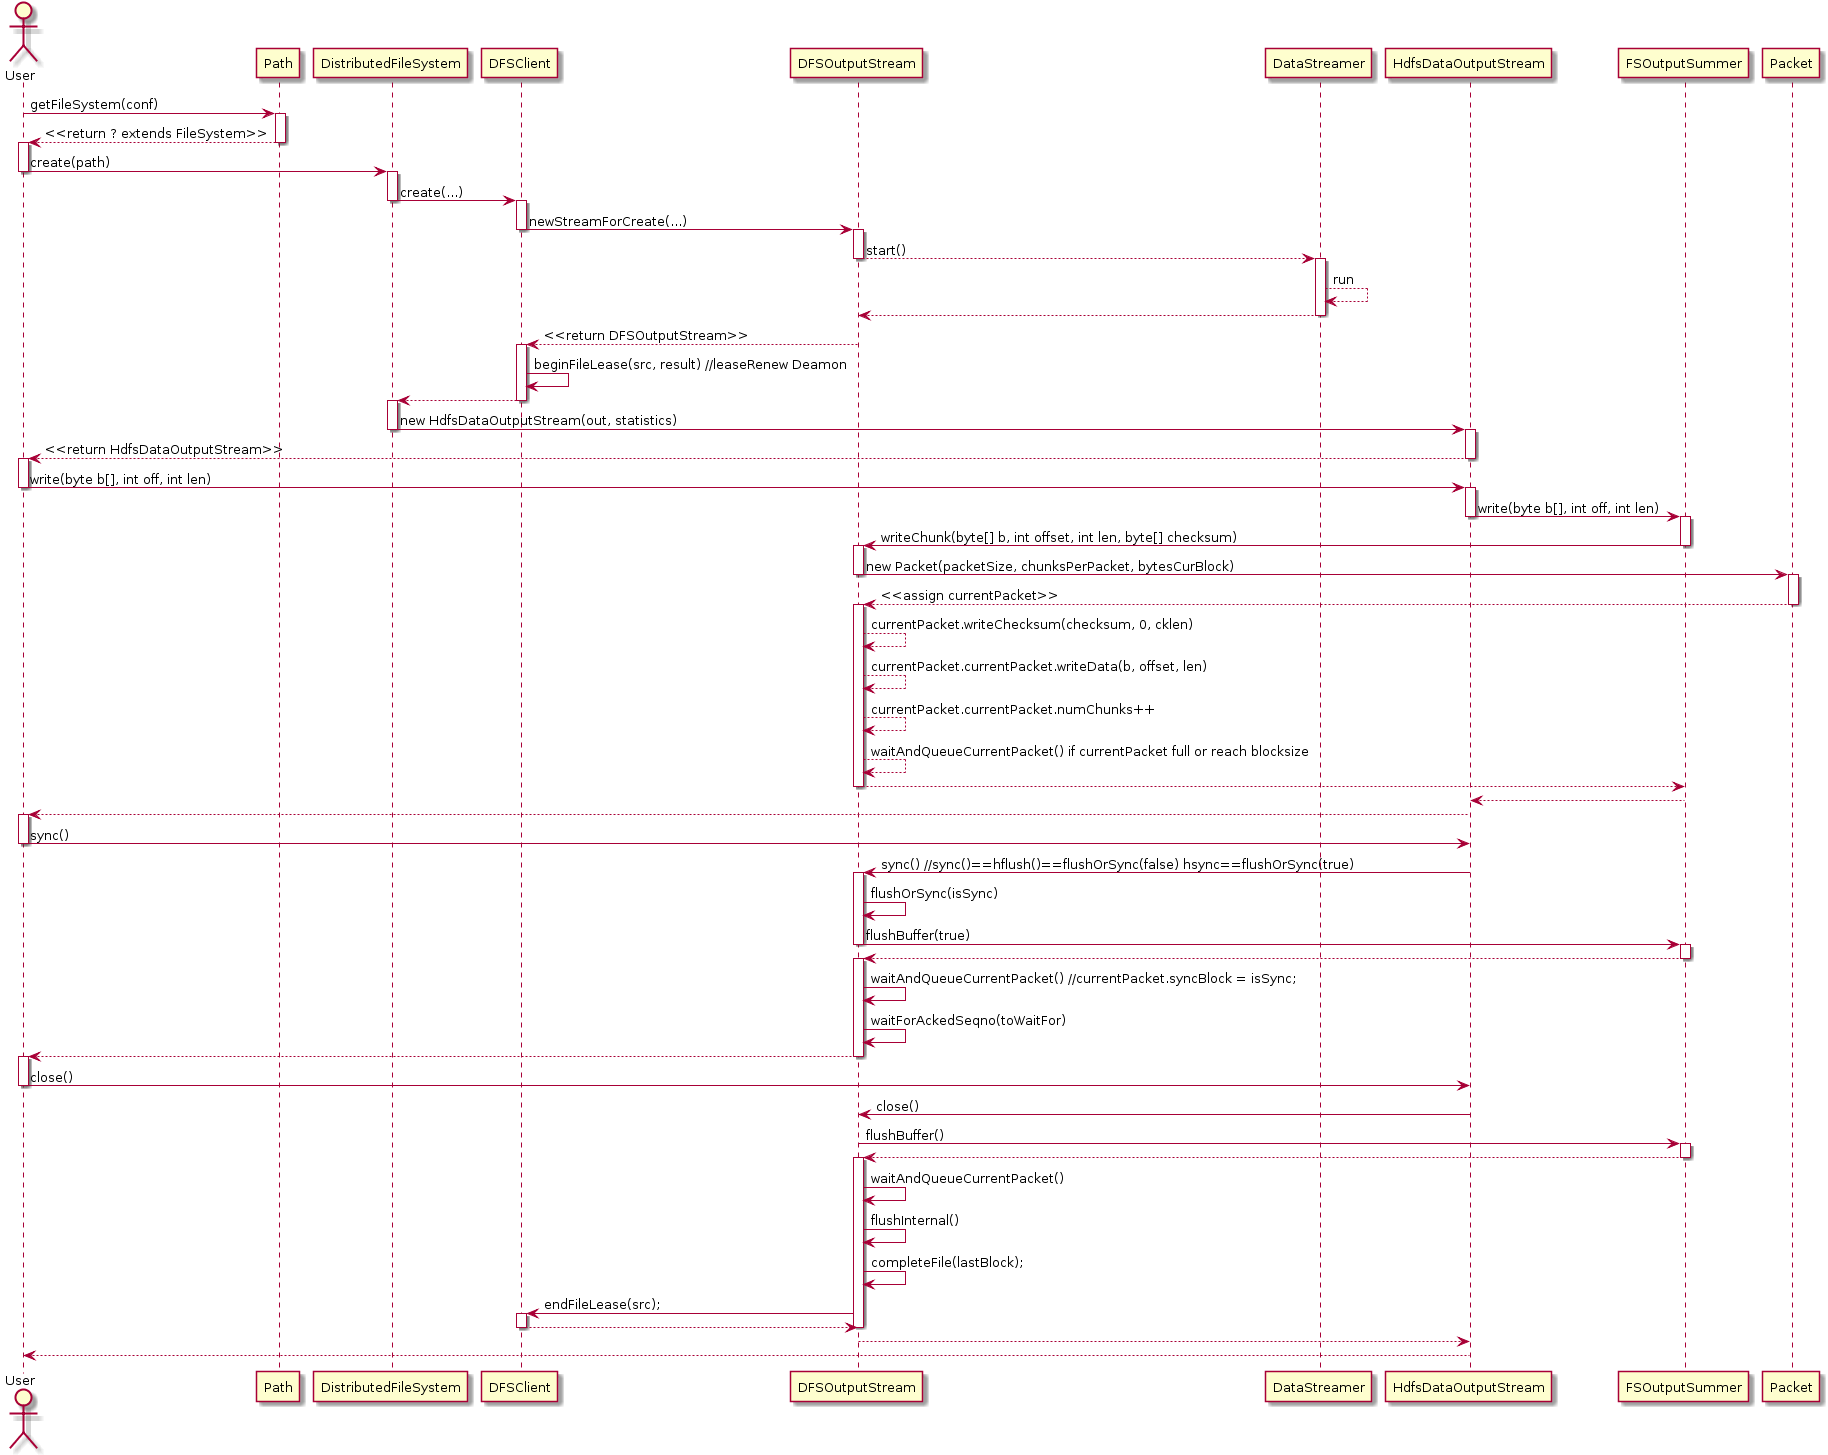 User
Path
DistributedFileSystem
DFSClient
DFSOutputStream
DataStreamer
HdfsDataOutputStream
FSOutputSummer
Packet
getFileSystem(conf)
<<return ? extends FileSystem>>
create(path)
create(...)
newStreamForCreate(...)
start()
run
<<return DFSOutputStream>>
beginFileLease(src, result) //leaseRenew Deamon
new HdfsDataOutputStream(out, statistics)
<<return HdfsDataOutputStream>>
write(byte b[], int off, int len)
write(byte b[], int off, int len)
writeChunk(byte[] b, int offset, int len, byte[] checksum)
new Packet(packetSize, chunksPerPacket, bytesCurBlock)
<<assign currentPacket>>
currentPacket.writeChecksum(checksum, 0, cklen)
currentPacket.currentPacket.writeData(b, offset, len)
currentPacket.currentPacket.numChunks++
waitAndQueueCurrentPacket() if currentPacket full or reach blocksize
sync()
sync() //sync()==hflush()==flushOrSync(false) hsync==flushOrSync(true)
flushOrSync(isSync)
flushBuffer(true)
waitAndQueueCurrentPacket() //currentPacket.syncBlock = isSync;
waitForAckedSeqno(toWaitFor)
close()
close()
flushBuffer()
waitAndQueueCurrentPacket()
flushInternal()
completeFile(lastBlock);
endFileLease(src);
User
Path
DistributedFileSystem
DFSClient
DFSOutputStream
DataStreamer
HdfsDataOutputStream
FSOutputSummer
Packet